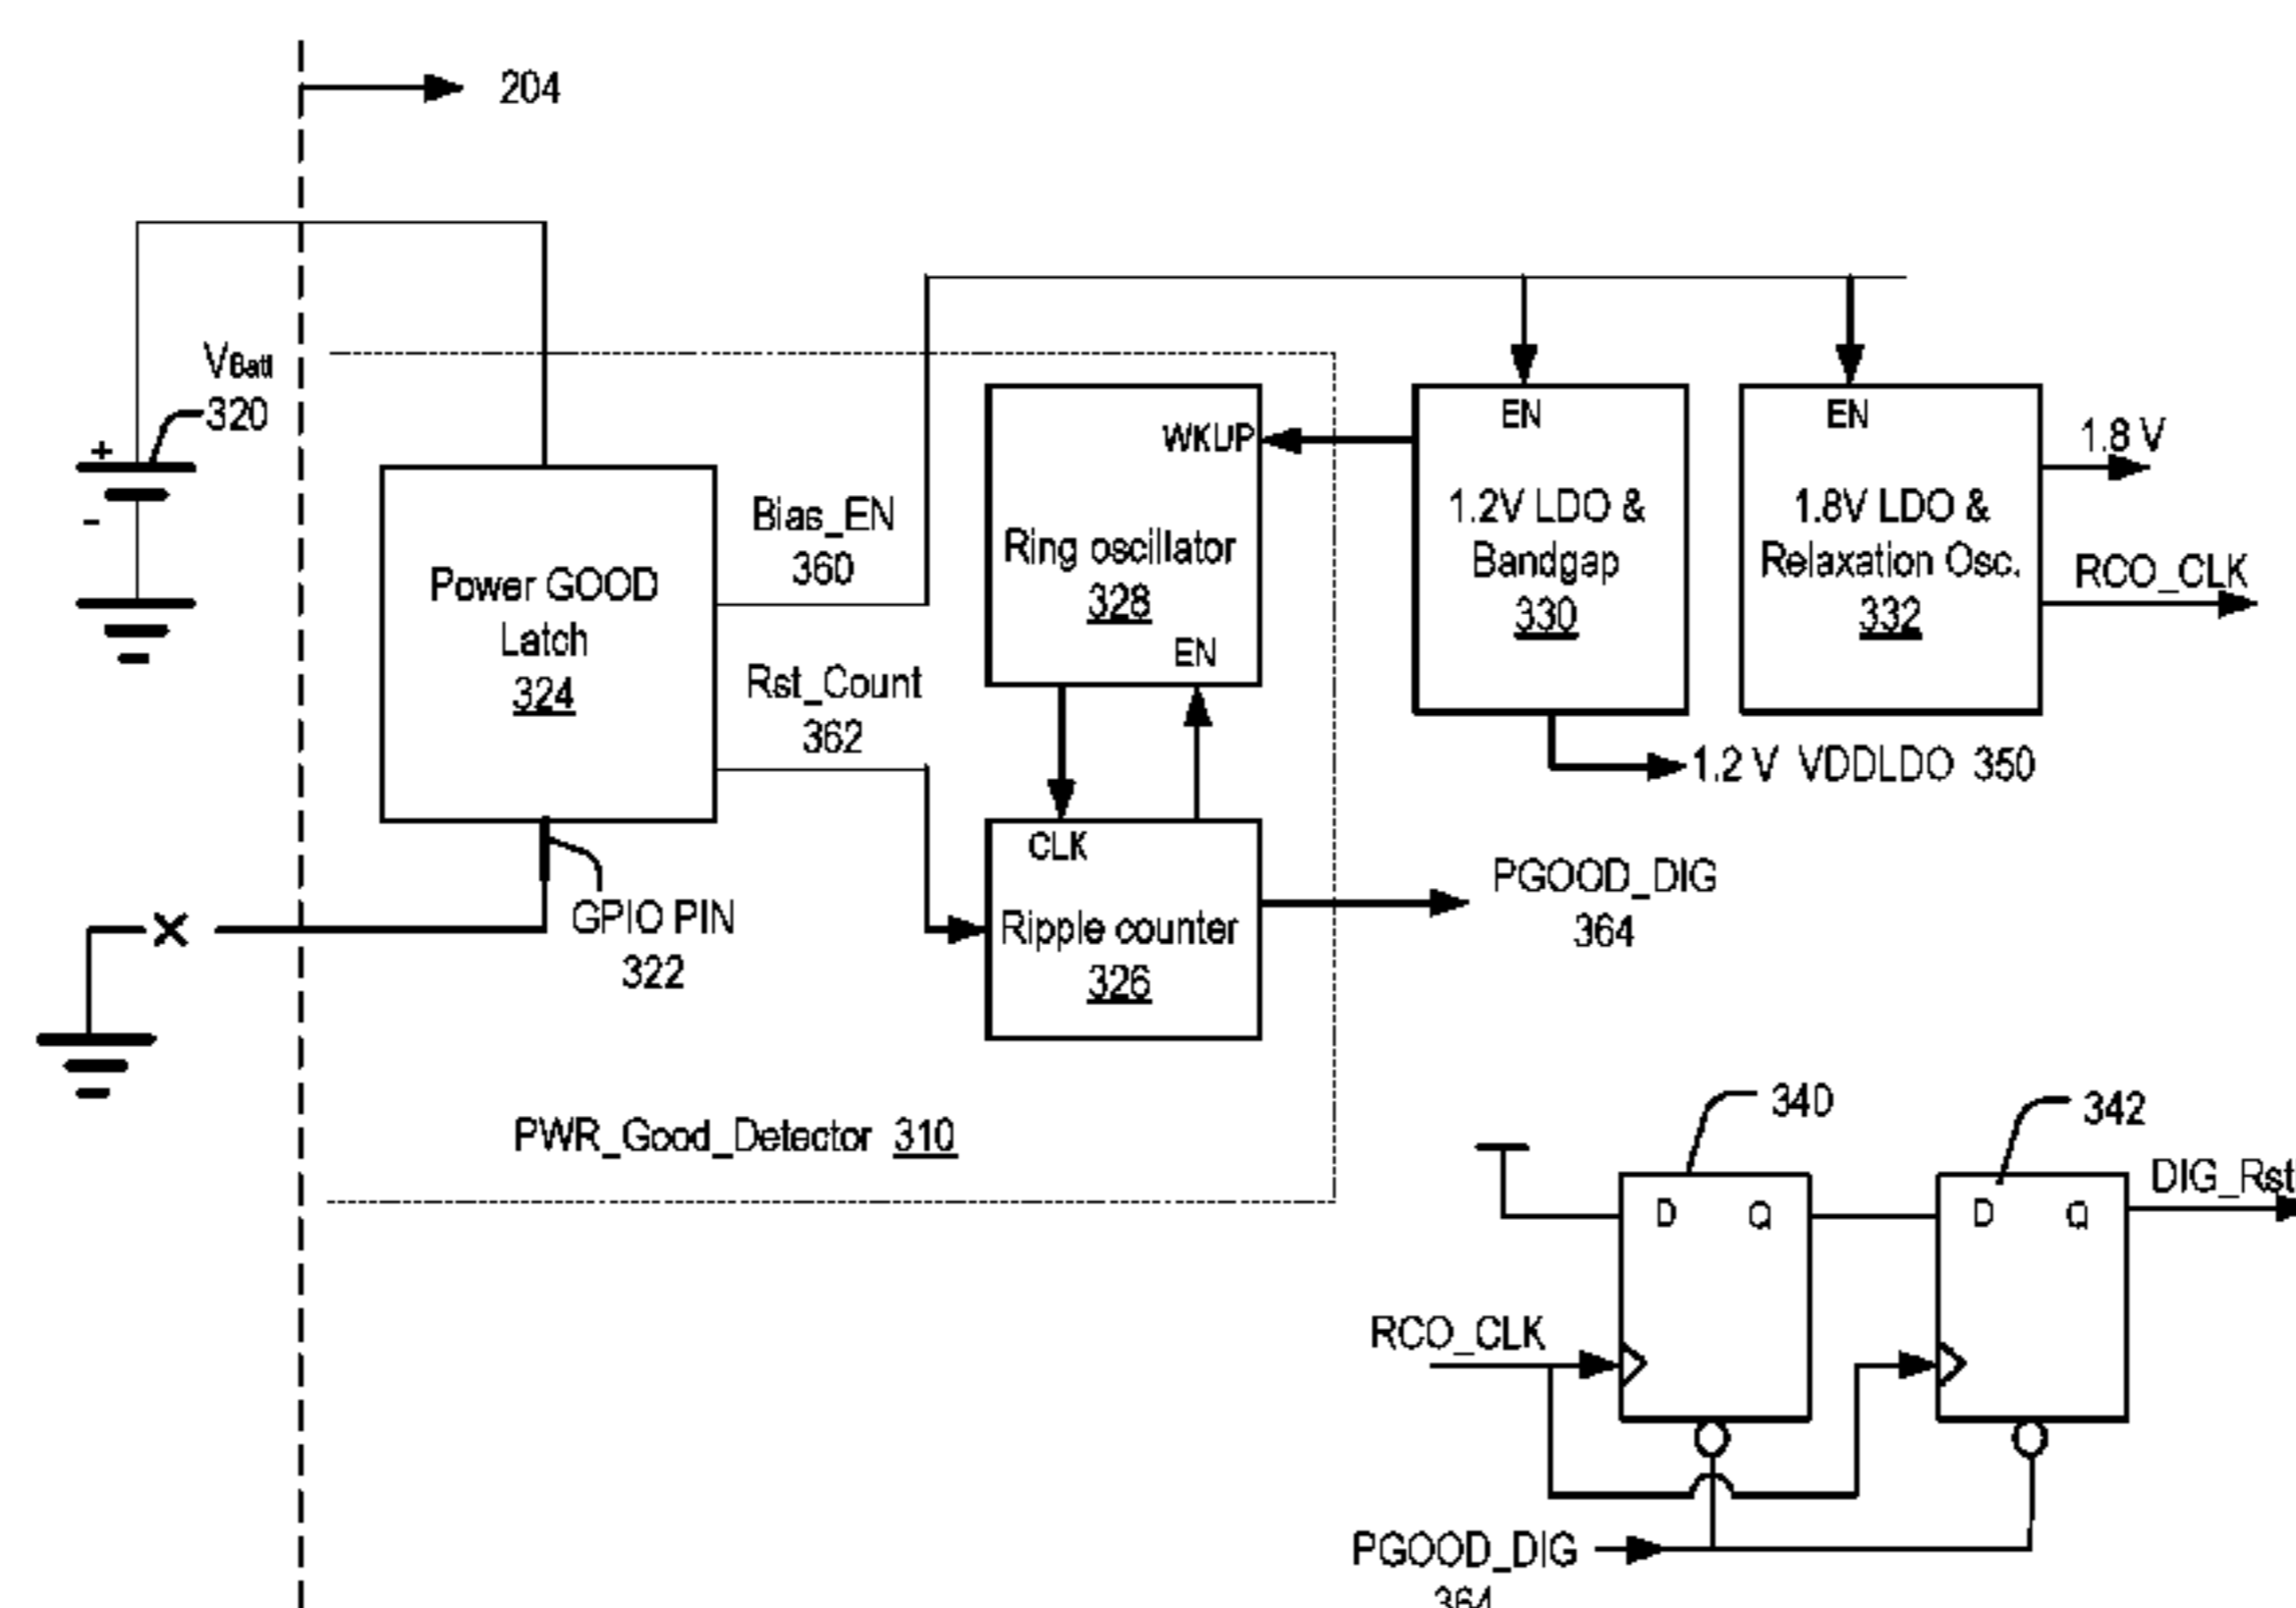 204
VBatt
320
+
-
Power GOOD
Latch
324
Bias_EN
360
Rst_Count
362
GPIO PIN
322
WKUP
Ring oscillator
328
EN
CLK
Ripple counter
326
EN
1.2V LDO &
Bandgap
330
EN
1.8V LDO &
Relaxation Osc.
332
1.8 V
RCO_CLK
1.2 V VDDLDO 350
PGOOD_DIG
364
PWR_Good_Detector 310
340
342
D Q
D Q
DIG_Rst
RCO_CLK
PGOOD_DIG
364